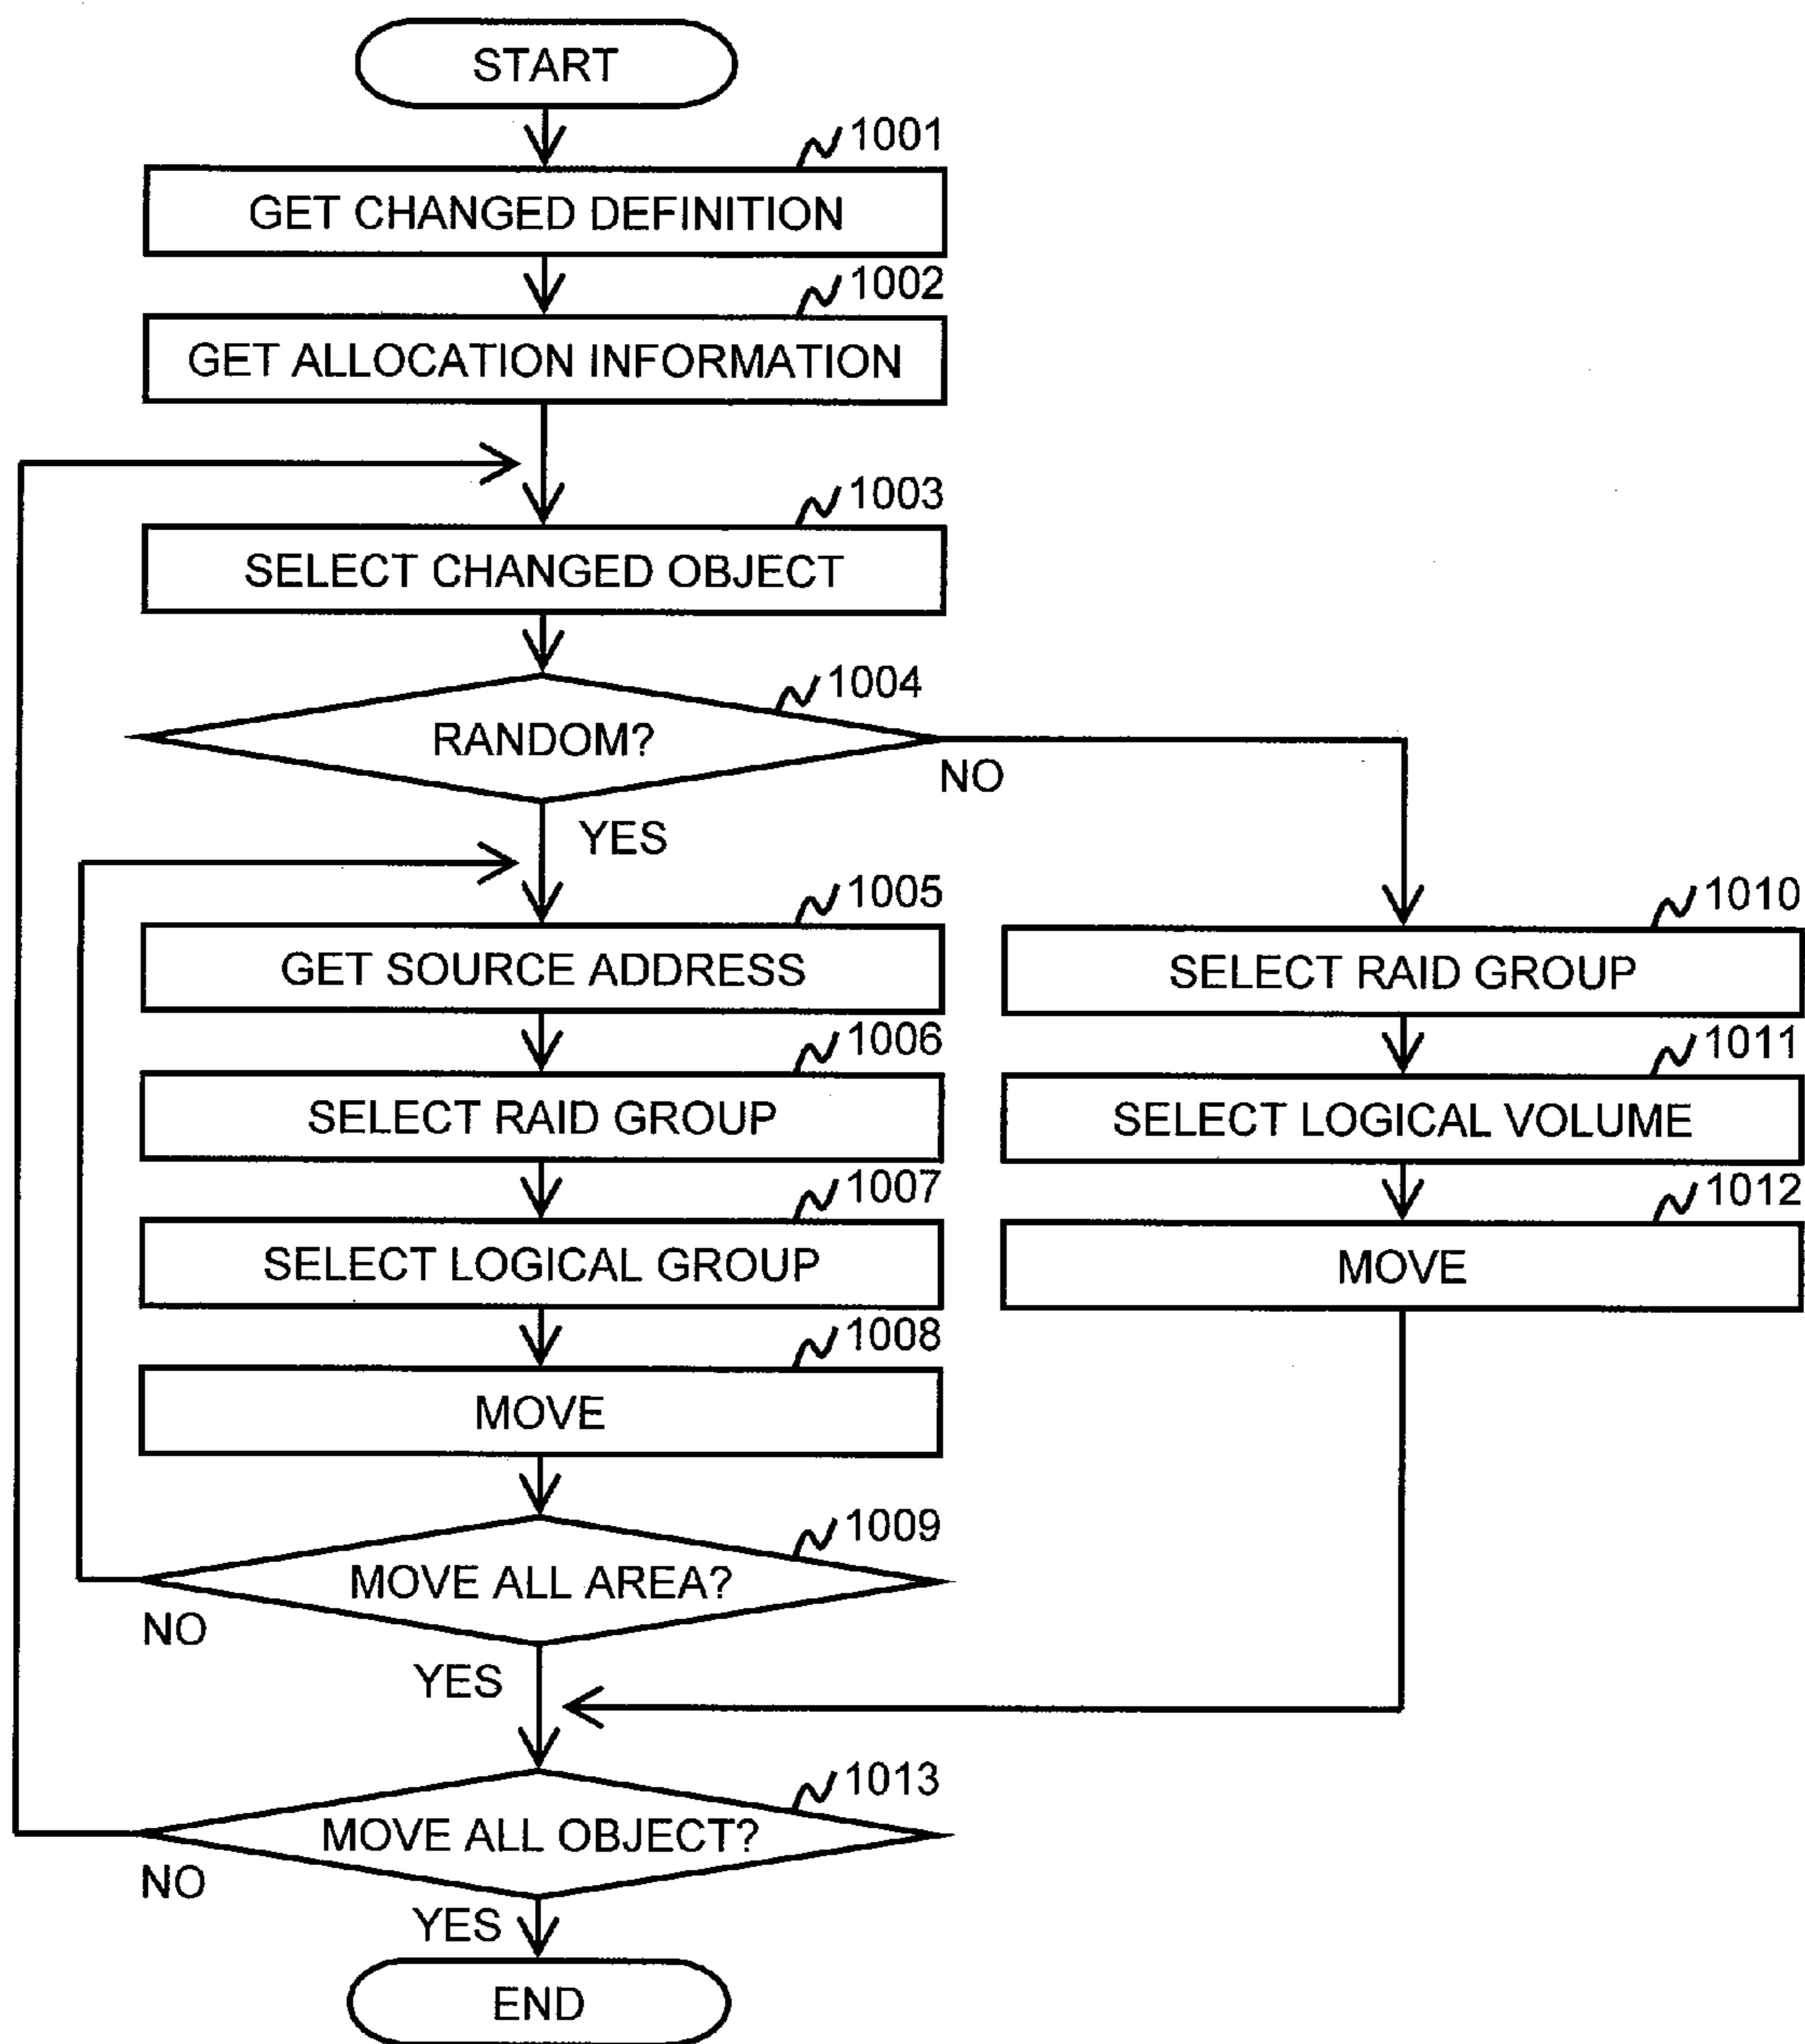 START
1001
GET CHANGED DEFINITION
1002
GET ALLOCATION INFORMATION
1003
SELECT CHANGED OBJECT
1004
RANDOM?
NO
YES
1005
GET SOURCE ADDRESS
1006
SELECT RAID GROUP
1007
SELECT LOGICAL GROUP
1008
MOVE
1009
MOVE ALL AREA?
NO
YES
1010
SELECT RAID GROUP
1011
SELECT LOGICAL VOLUME
1012
MOVE
1013
MOVE ALL OBJECT?
NO
YES
END